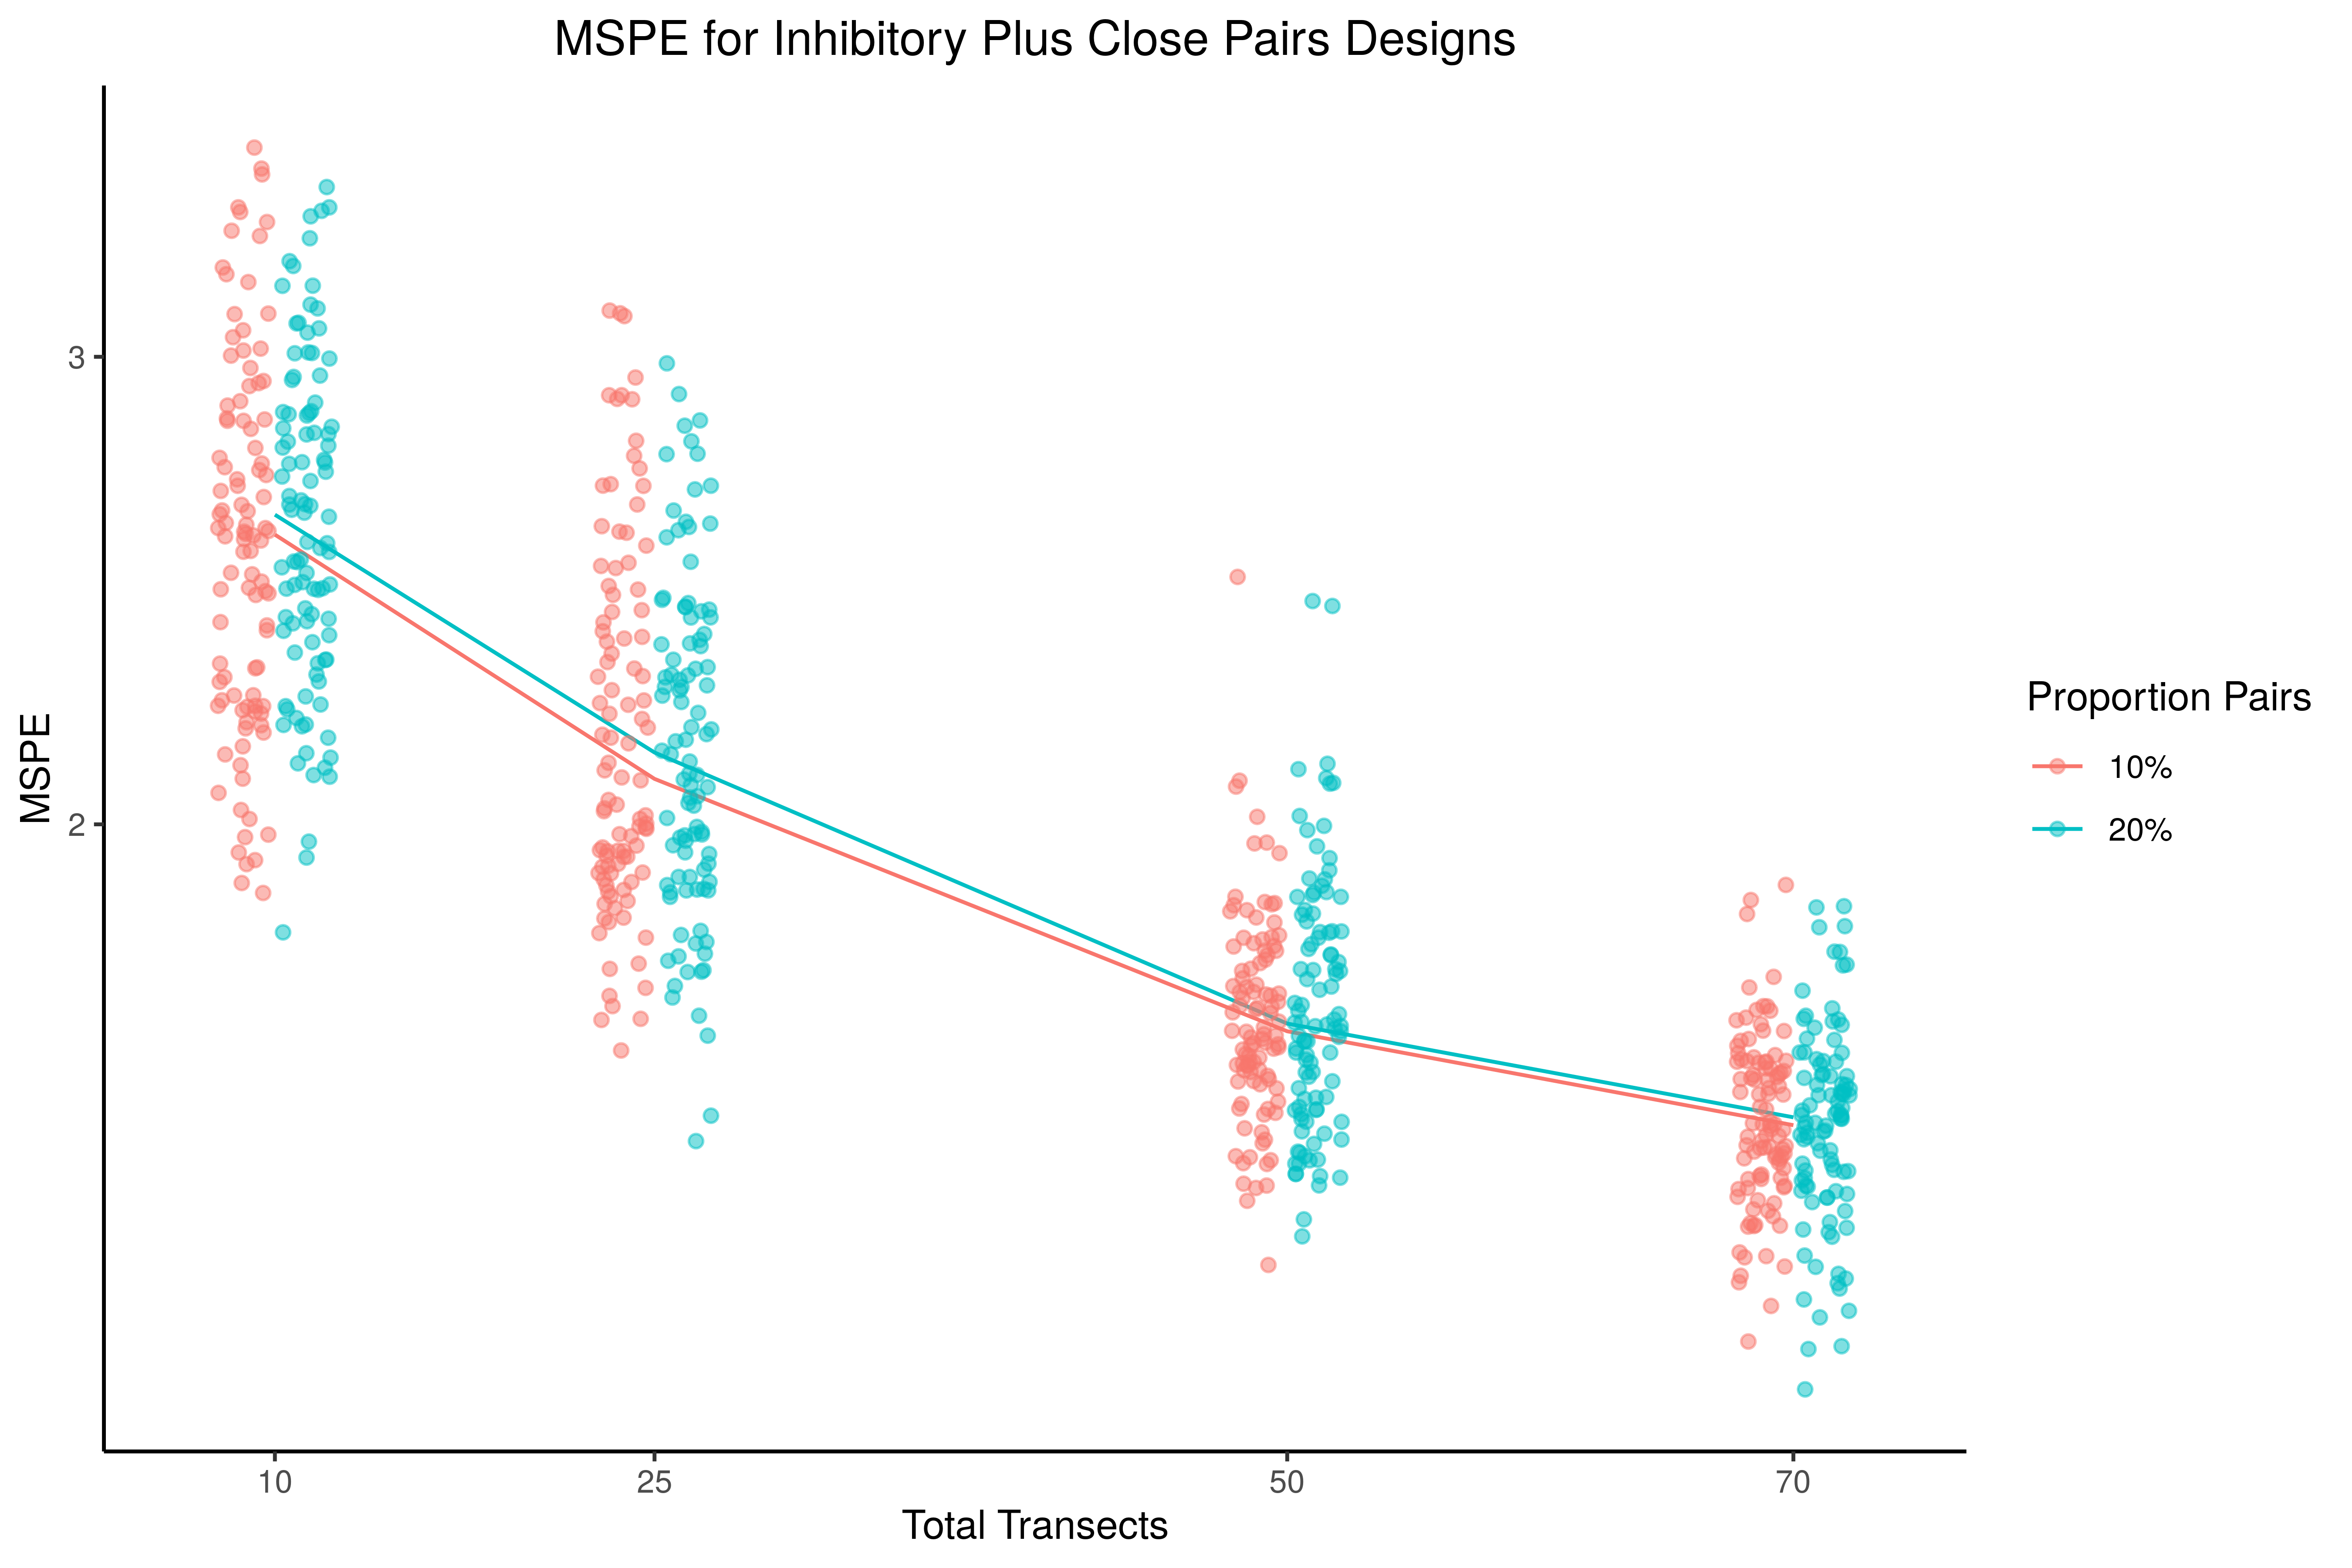 MSPE for Inhibitory Plus Close Pairs Designs
MSPE
3
2
10
25
50
70
Total Transects
Proportion Pairs
10%
20%